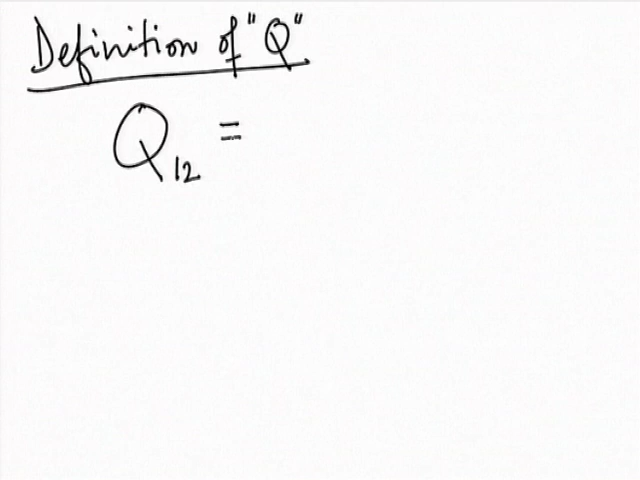 Definition of "Q"
Q12 =